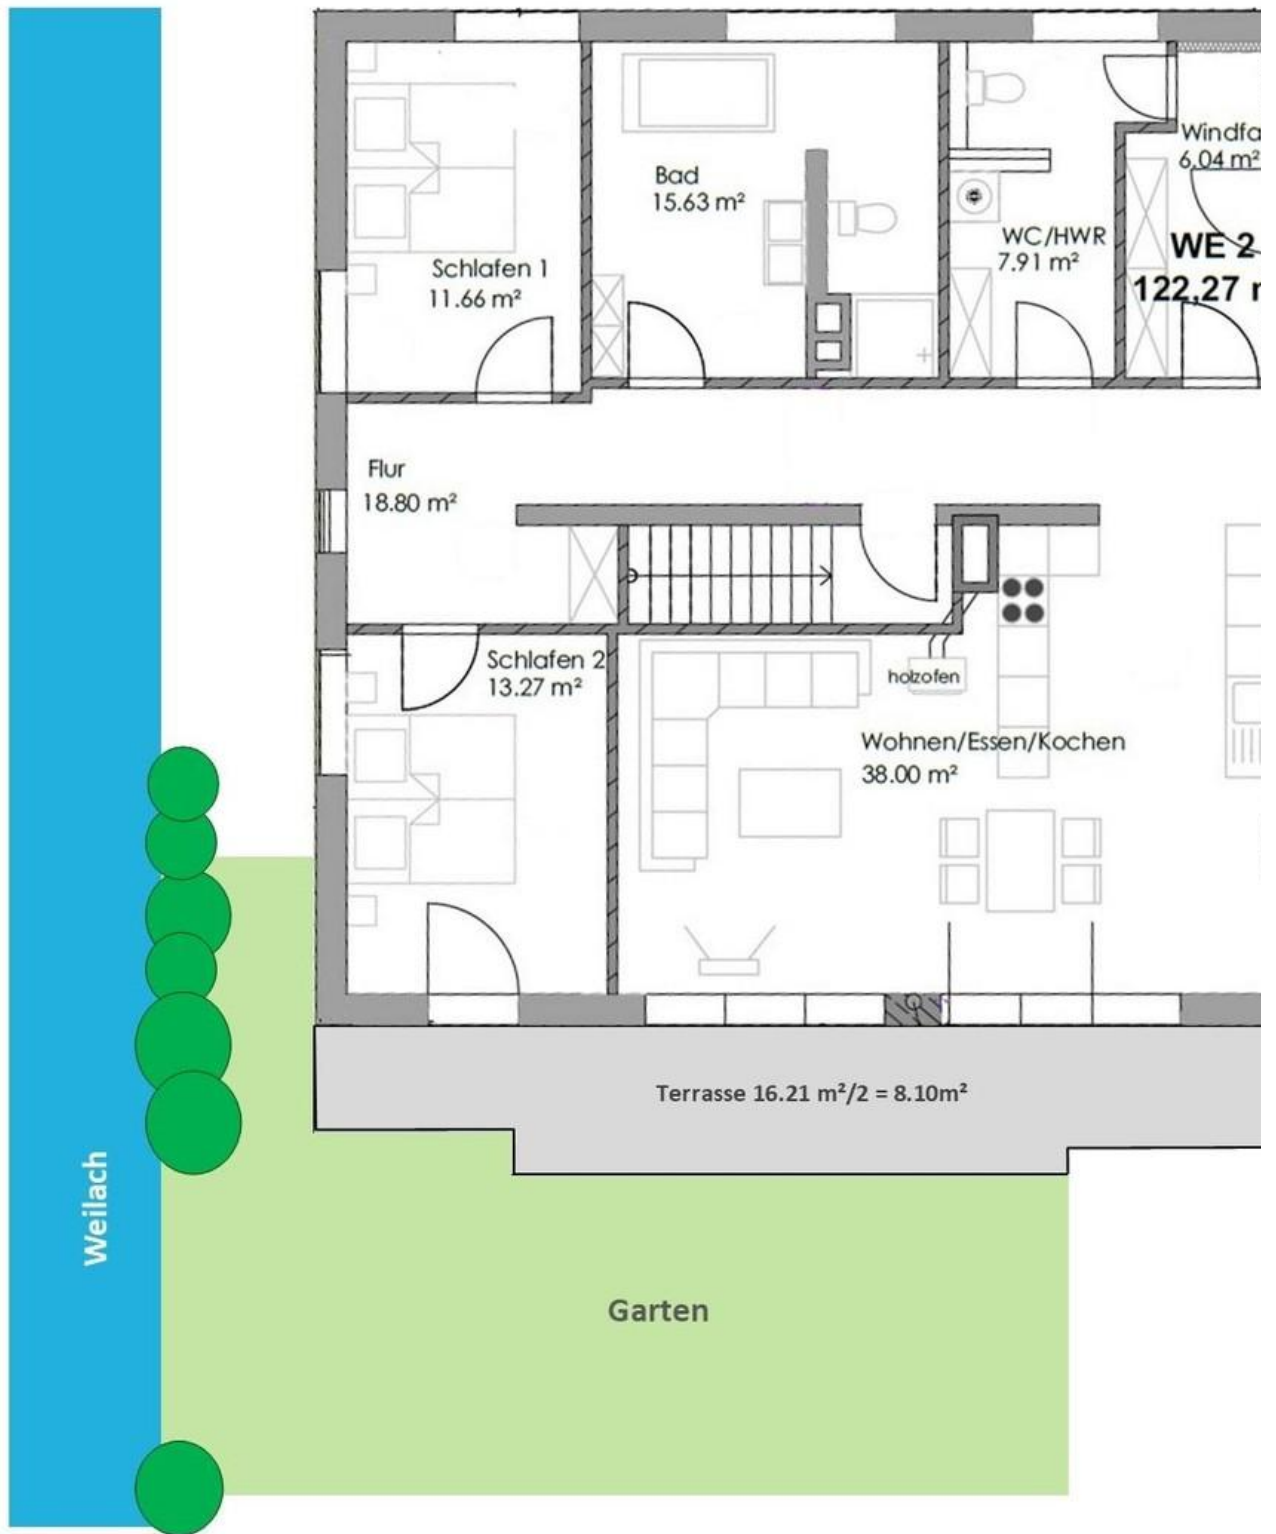 Bad
15.63 m²
Windfa
6.04 m²
WC/HWR
7.91 m²
WE 2
122,27
Schlafen 1
11.66 m²
Flur
18.80 m²
Schlafen 2
13.27 m²
holzofen
Wohnen/Essen/Kochen
38.00 m²
Terrasse 16.21 m²/2 = 8.10m²
Weilach
Garten